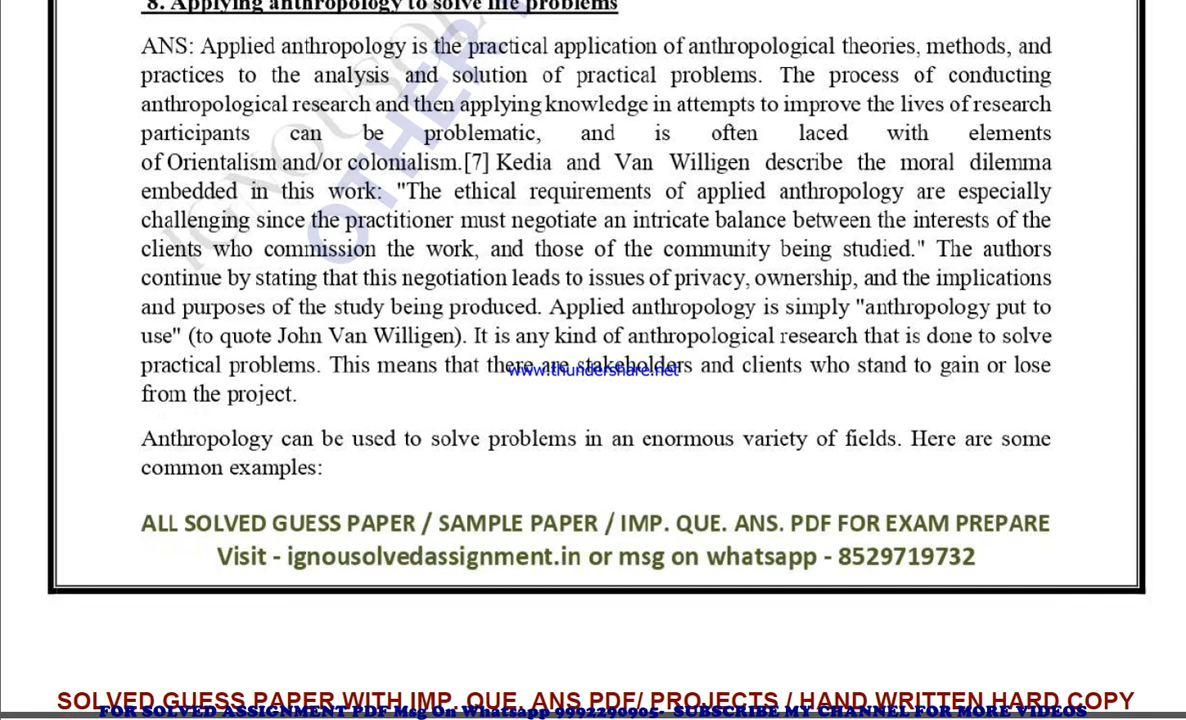 8. Applying anthropology to solve life problems
ANS: Applied anthropology is the practical application of anthropological theories, methods, and
practices to the analysis and solution of practical problems. The process of conducting
anthropological research and then applying knowledge in attempts to improve the lives of research
participants can be problematic, and is often laced with elements
of Orientalism and/or colonialism.[7] Kedia and Van Willigen describe the moral dilemma
embedded in this work: "The ethical requirements of applied anthropology are especially
challenging since the practitioner must negotiate an intricate balance between the interests of the
clients who commission the work, and those of the community being studied." The authors
continue by stating that this negotiation leads to issues of privacy, ownership, and the implications
and purposes of the study being produced. Applied anthropology is simply "anthropology put to
use" (to quote John Van Willigen). It is any kind of anthropological research that is done to solve
practical problems. This means that there are stakeholders and clients who stand to gain or lose
www.thundershare.net
from the project.
Anthropology can be used to solve problems in an enormous variety of fields. Here are some
common examples:
ALL SOLVED GUESS PAPER / SAMPLE PAPER / IMP. QUE. ANS. PDF FOR EXAM PREPARE
Visit - ignousolvedassignment.in or msg on whatsapp - 8529719732
SOLVED GUESS PAPER WITH IMP. QUE. ANS PDF/ PROJECTS / HAND WRITTEN HARD COPY
FOR SOLVED ASSIGNMENT PDF Msg On Whatsapp 9992290905- SUBSCRIBE MY CHANNEL FOR MORE VIDEOS